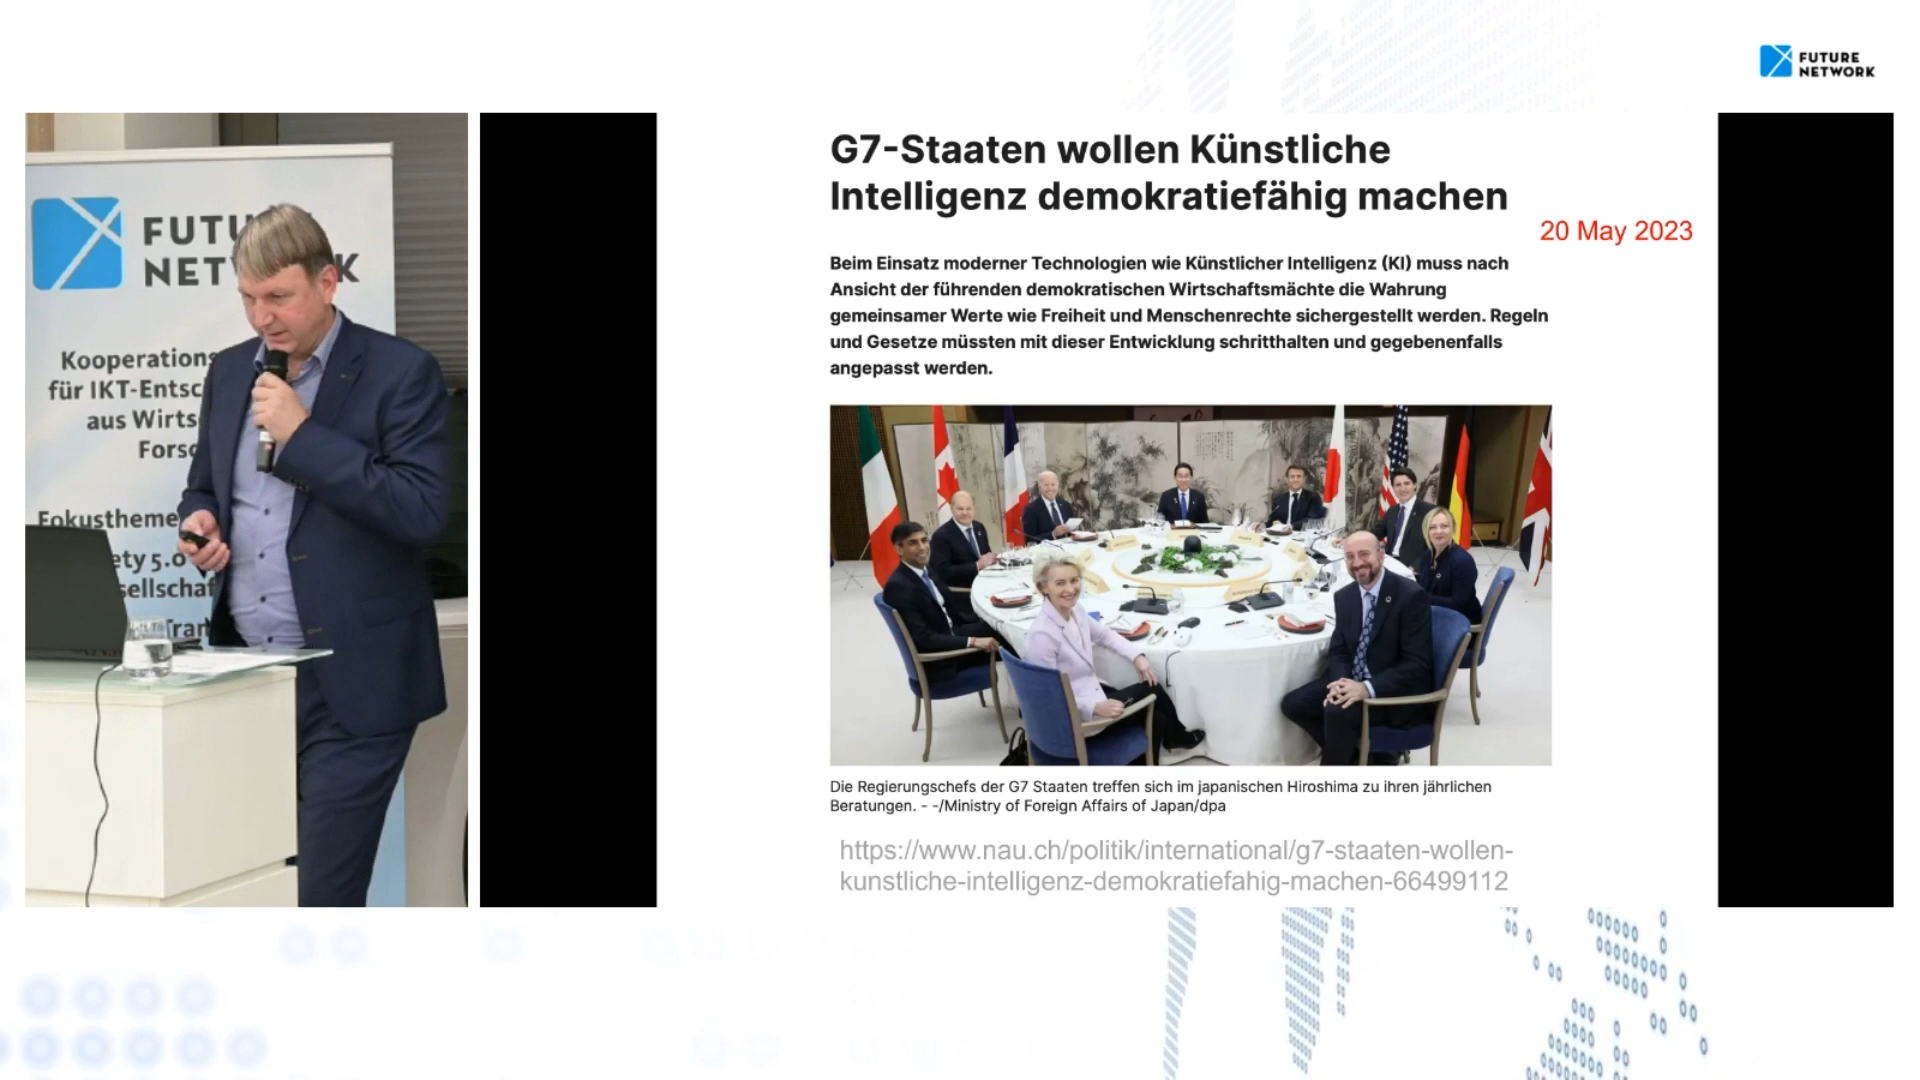 FUTURE
NETWORK
FUTU
NET K
Kooperations
für IKT-Entsc
aus Wirts
Forsc
Fokustheme
ety 5.0
sellschaf
Tran
G7-Staaten wollen Künstliche
Intelligenz demokratiefähig machen
20 May 2023
Beim Einsatz moderner Technologien wie Künstlicher Intelligenz (KI) muss nach
Ansicht der führenden demokratischen Wirtschaftsmächte die Wahrung
gemeinsamer Werte wie Freiheit und Menschenrechte sichergestellt werden. Regeln
und Gesetze müssten mit dieser Entwicklung schritthalten und gegebenenfalls
angepasst werden.
Die Regierungschefs der G7 Staaten treffen sich im japanischen Hiroshima zu ihren jährlichen
Beratungen. - -/Ministry of Foreign Affairs of Japan/dpa
https://www.nau.ch/politik/international/g7-staaten-wollen-
kunstliche-intelligenz-demokratiefahig-machen-66499112